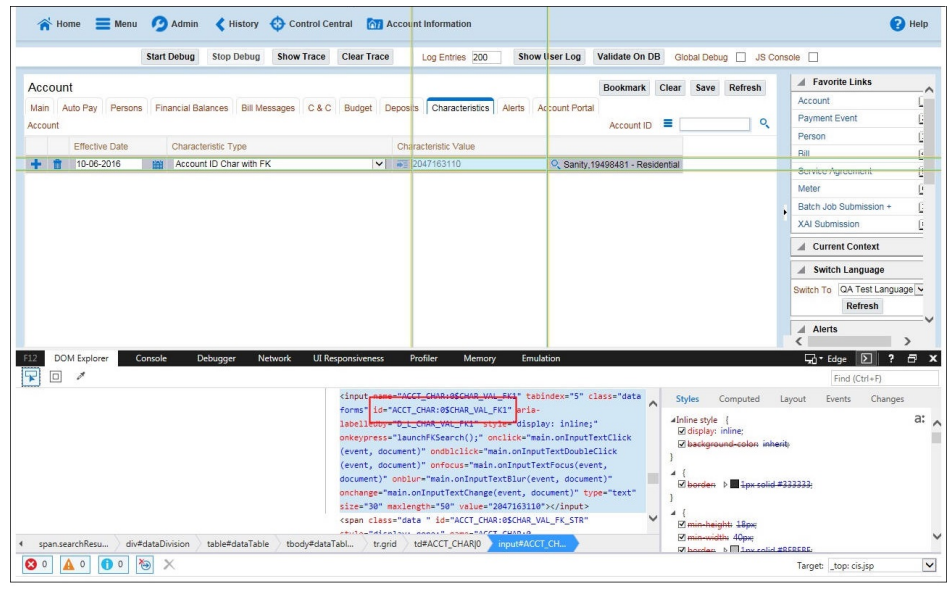 Home Menu Admin History Control Central Account Information Help
Start Debug Stop Debug Show Trace Clear Trace Log Entries 200 Show User Log Validate On DB Global Debug JS Console
Account Bookmark Clear Save Refresh
Main Auto Pay Persons Financial Balances Bill Messages C & C Budget Deposits Characteristics Alerts Account Portal
Account Account ID
Effective Date Characteristic Type Characteristic Value
10-06-2016 Account ID Char with FK 2047163110 Sanity,19498481 - Residential
Favorite Links
Account
Payment Event
Person
Bill
Service Agreement
Meter
Batch Job Submission +
XAI Submission
Current Context
Switch Language
Switch To QA Test Language
Refresh
Alerts
F12 DOM Explorer Console Debugger Network UI Responsiveness Profiler Memory Emulation Edge ?
Find (Ctrl+F)
<input name="ACCT_CHAR:0$CHAR_VAL_FK1" tabindex="5" class="data
forms" id="ACCT_CHAR:0$CHAR_VAL_FK1" aria-
labelledby="D_L_CHAR_VAL_FK1" style="display: inline;"
onkeypress="launchFKSearch();" onclick="main.onInputTextClick
(event, document)" ondblclick="main.onInputTextDoubleClick
(event, document)" onfocus="main.onInputTextFocus(event,
document)" onblur="main.onInputTextBlur(event, document)"
onchange="main.onInputTextChange(event, document)" type="text"
size="30" maxlength="50" value="2047163110"></input>
<span class="data " id="ACCT_CHAR:0$CHAR_VAL_FK_STR"
Styles Computed Layout Events Changes
Inline style { a:
display: inline;
background-color: inherit;
}
{
border: 1px solid #333333;
}
{
min-height: 18px;
min-width: 40px;
border: 1px solid #BEBEBE;
span.searchResu... div#dataDivision table#dataTable tbody#dataTabl... tr.grid td#ACCT_CHAR|0 input#ACCT_CH...
0 0 0 Target: _top: cis.jsp